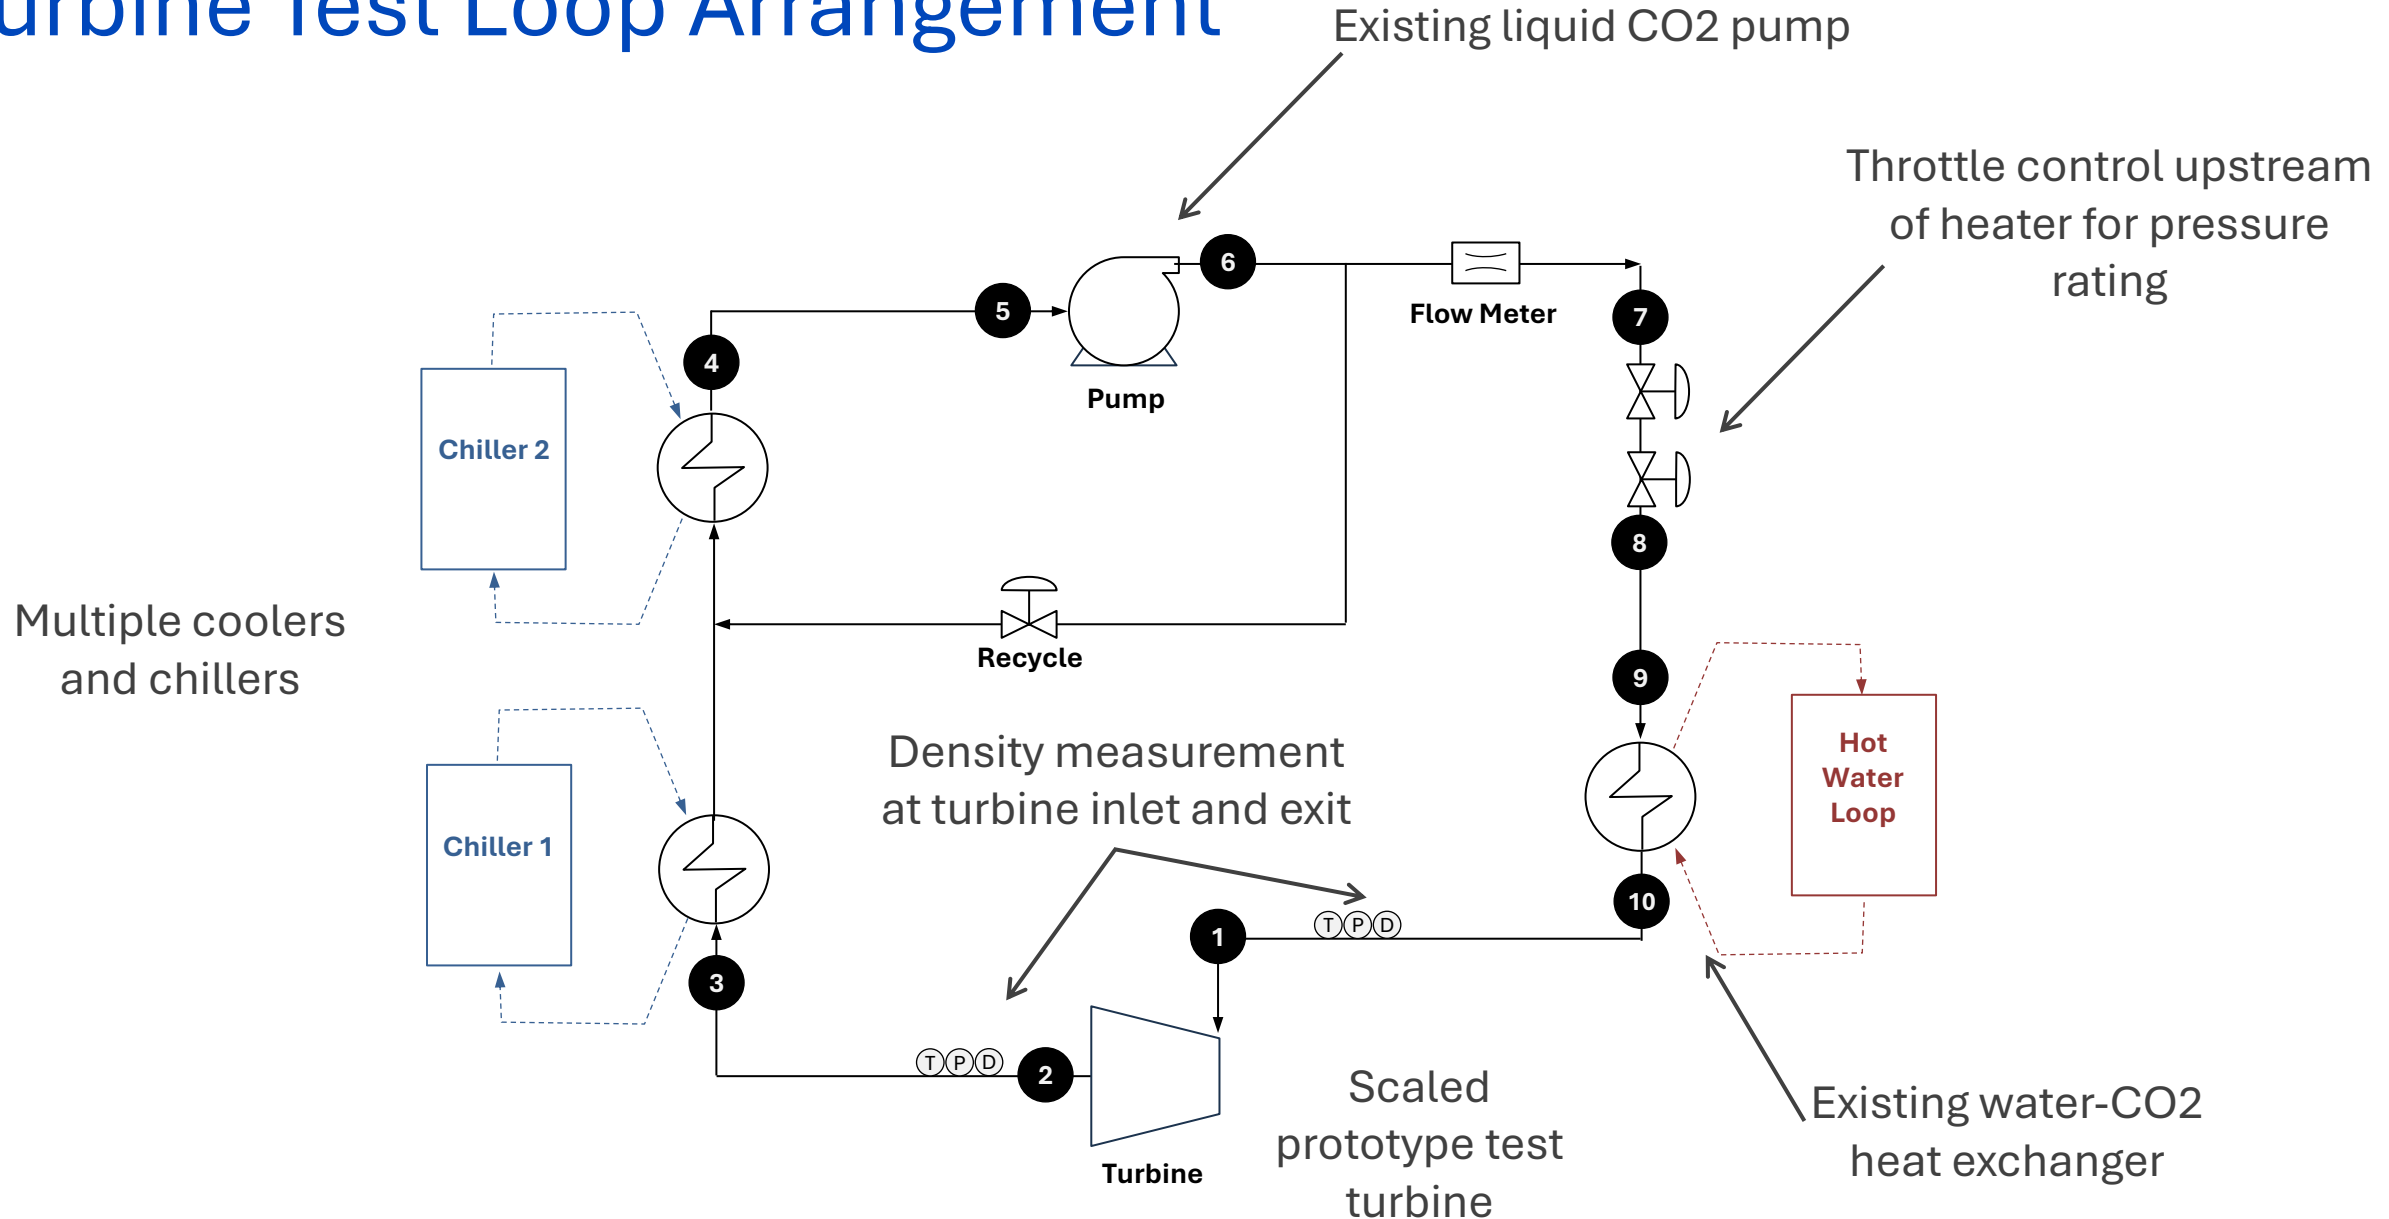 urbine Test Loop Arrangement
Existing liquid CO2 pump
Throttle control upstream
of heater for pressure
rating
6
5
Flow Meter
7
4
Pump
Chiller 2
8
Multiple coolers
and chillers
Recycle
9
Density measurement
at turbine inlet and exit
Hot
Water
Loop
Chiller 1
10
1
T P D
3
T P D
2
Scaled
prototype test
turbine
Turbine
Existing water-CO2
heat exchanger